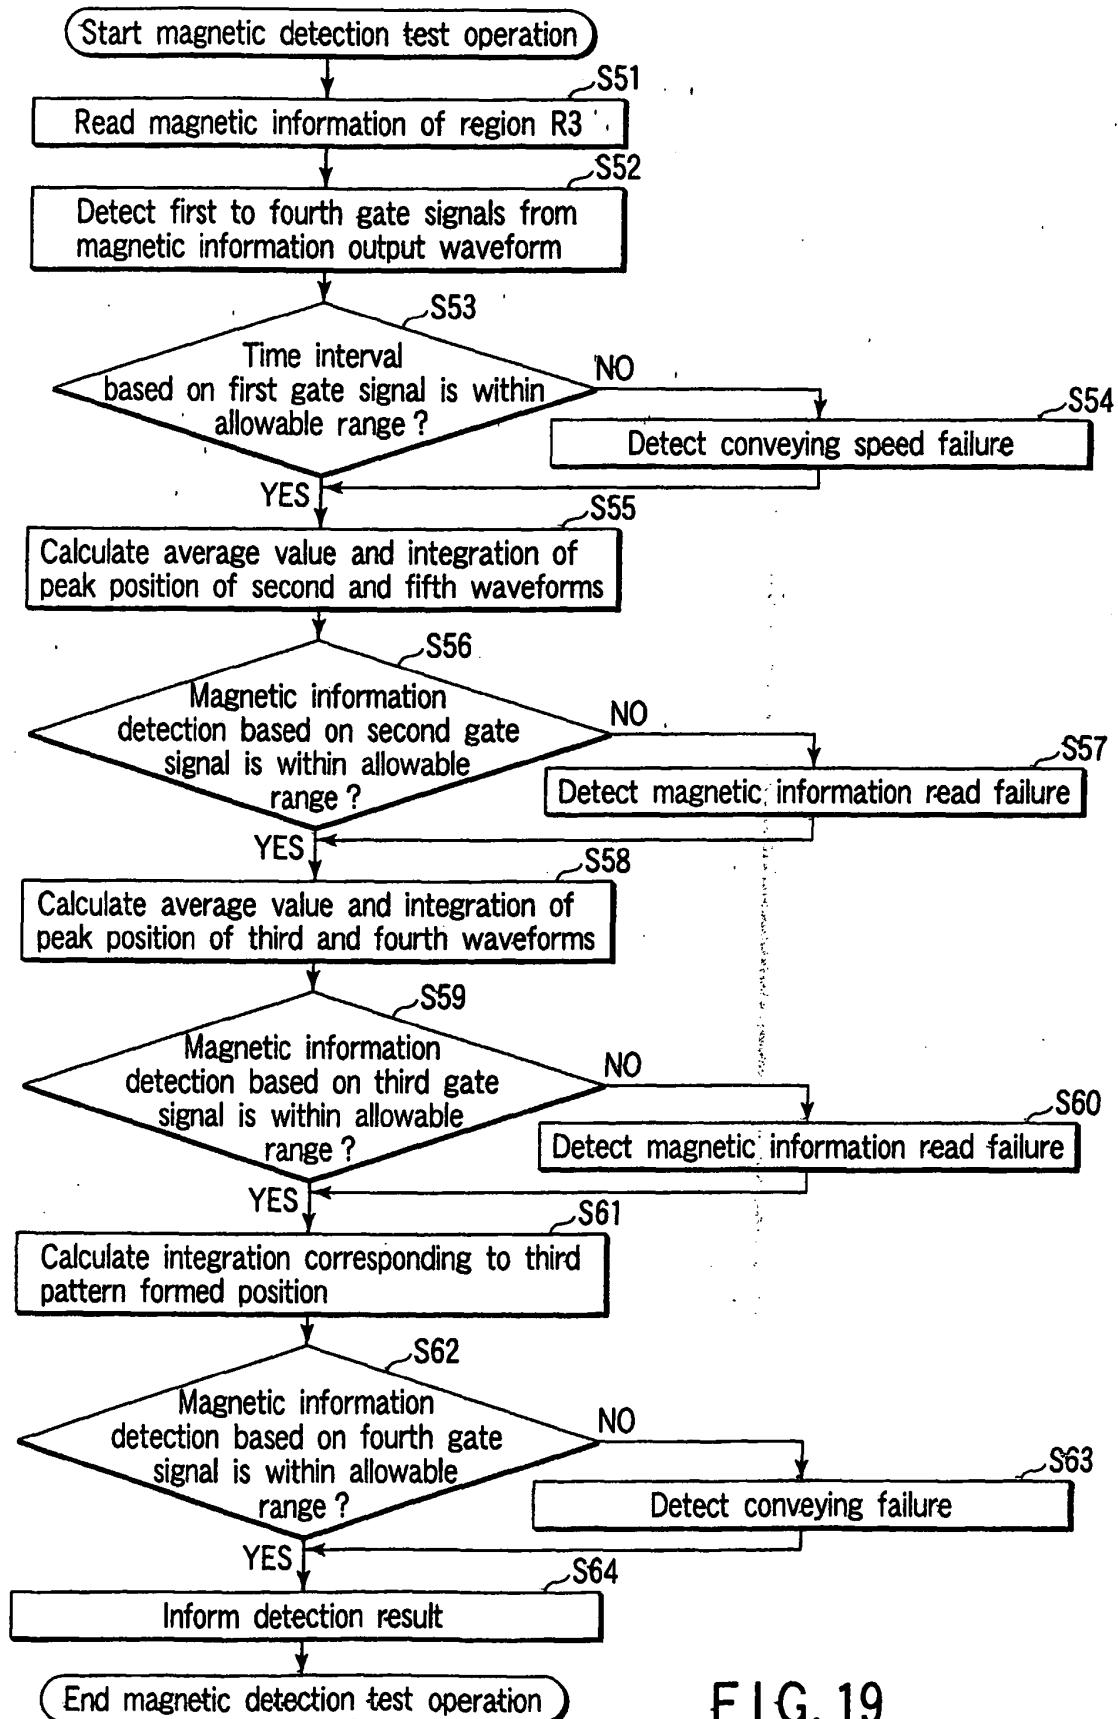 Start magnetic detection test operation
S51
Read magnetic information of region R3
S52
Detect first to fourth gate signals from
magnetic information output waveform
S53
Time interval
based on first gate signal is within
allowable range ?
NO
S54
Detect conveying speed failure
YES
S55
Calculate average value and integration of
peak position of second and fifth waveforms
S56
Magnetic information
detection based on second gate
signal is within allowable
range ?
NO
S57
Detect magnetic information read failure
YES
S58
Calculate average value and integration of
peak position of third and fourth waveforms
S59
Magnetic information
detection based on third gate
signal is within allowable
range ?
NO
S60
Detect magnetic information read failure
YES
S61
Calculate integration corresponding to third
pattern formed position
S62
Magnetic information
detection based on fourth gate
signal is within allowable
range ?
NO
S63
Detect conveying failure
YES
S64
Inform detection result
End magnetic detection test operation
FIG. 19